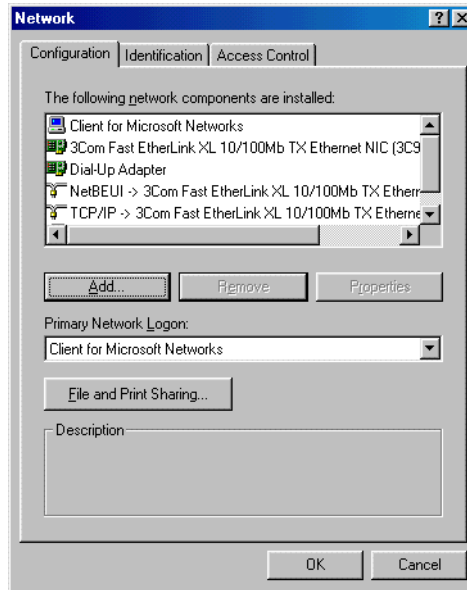 Network
Configuration Identification Access Control
The following network components are installed:
Client for Microsoft Networks
3Com Fast EtherLink XL 10/100Mb TX Ethernet NIC (3C9
Dial-Up Adapter
NetBEUI -> 3Com Fast EtherLink XL 10/100Mb TX Ethern
TCP/IP -> 3Com Fast EtherLink XL 10/100Mb TX Etherne
Add... Remove Properties
Primary Network Logon:
Client for Microsoft Networks
File and Print Sharing...
Description
OK Cancel